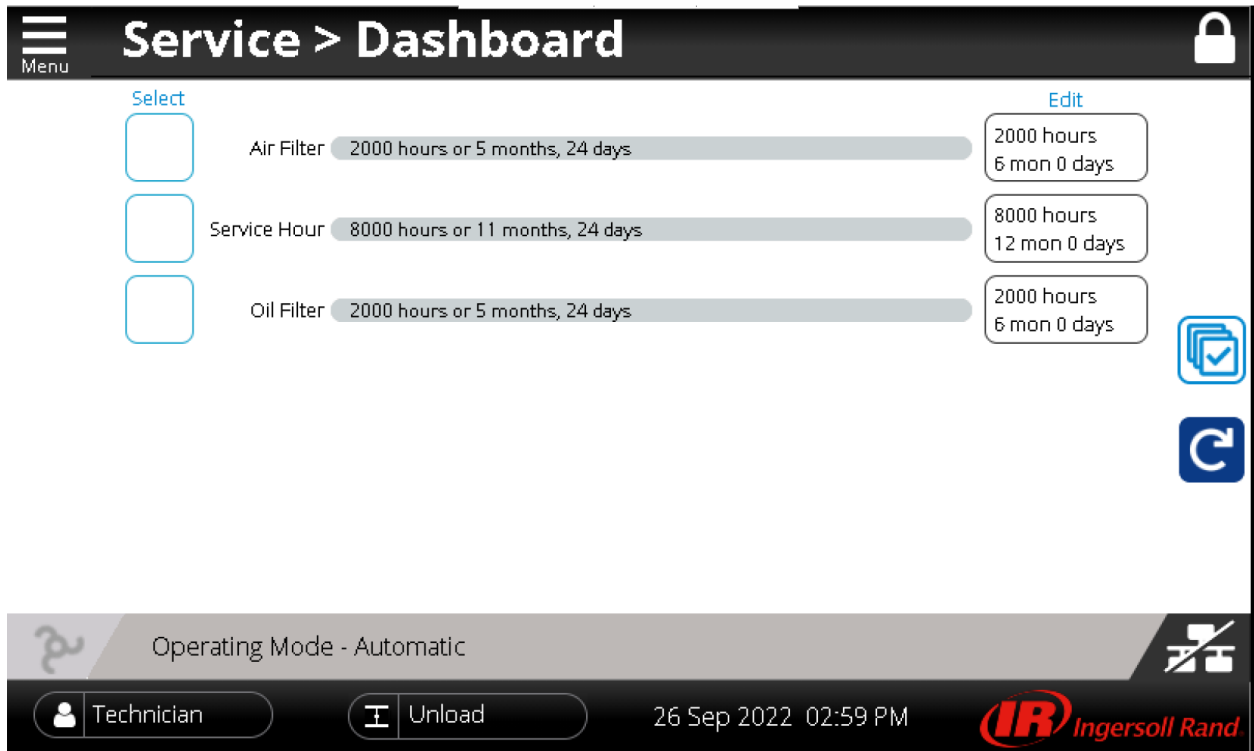 Service > Dashboard
Menu
Select
Edit
Air Filter
2000 hours or 5 months, 24 days
2000 hours
6 mon 0 days
Service Hour
8000 hours or 11 months, 24 days
8000 hours
12 mon 0 days
Oil Filter
2000 hours or 5 months, 24 days
2000 hours
6 mon 0 days
Operating Mode - Automatic
Technician
Unload
26 Sep 2022 02:59 PM
IR Ingersoll Rand